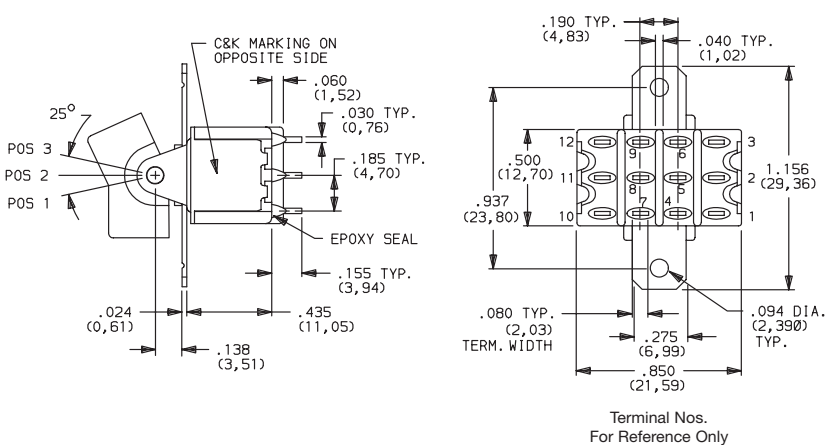 C&K MARKING ON
OPPOSITE SIDE
.060
(1,52)
.030 TYP.
(0,76)
25°
POS 3
POS 2
POS 1
.185 TYP.
(4,70)
EPOXY SEAL
.155 TYP.
(3,94)
.024
(0,61)
.435
(11,05)
.138
(3,51)
.190 TYP.
(4,83)
.040 TYP.
(1,02)
12
9
6
3
.500
(12,70)
11
8
5
2
1.156
(29,36)
.937
(23,80)
10
7
4
1
.080 TYP.
(2,03)
TERM. WIDTH
.275
(6,99)
.094 DIA.
(2,39Ø)
TYP.
.850
(21,59)
Terminal Nos.
For Reference Only